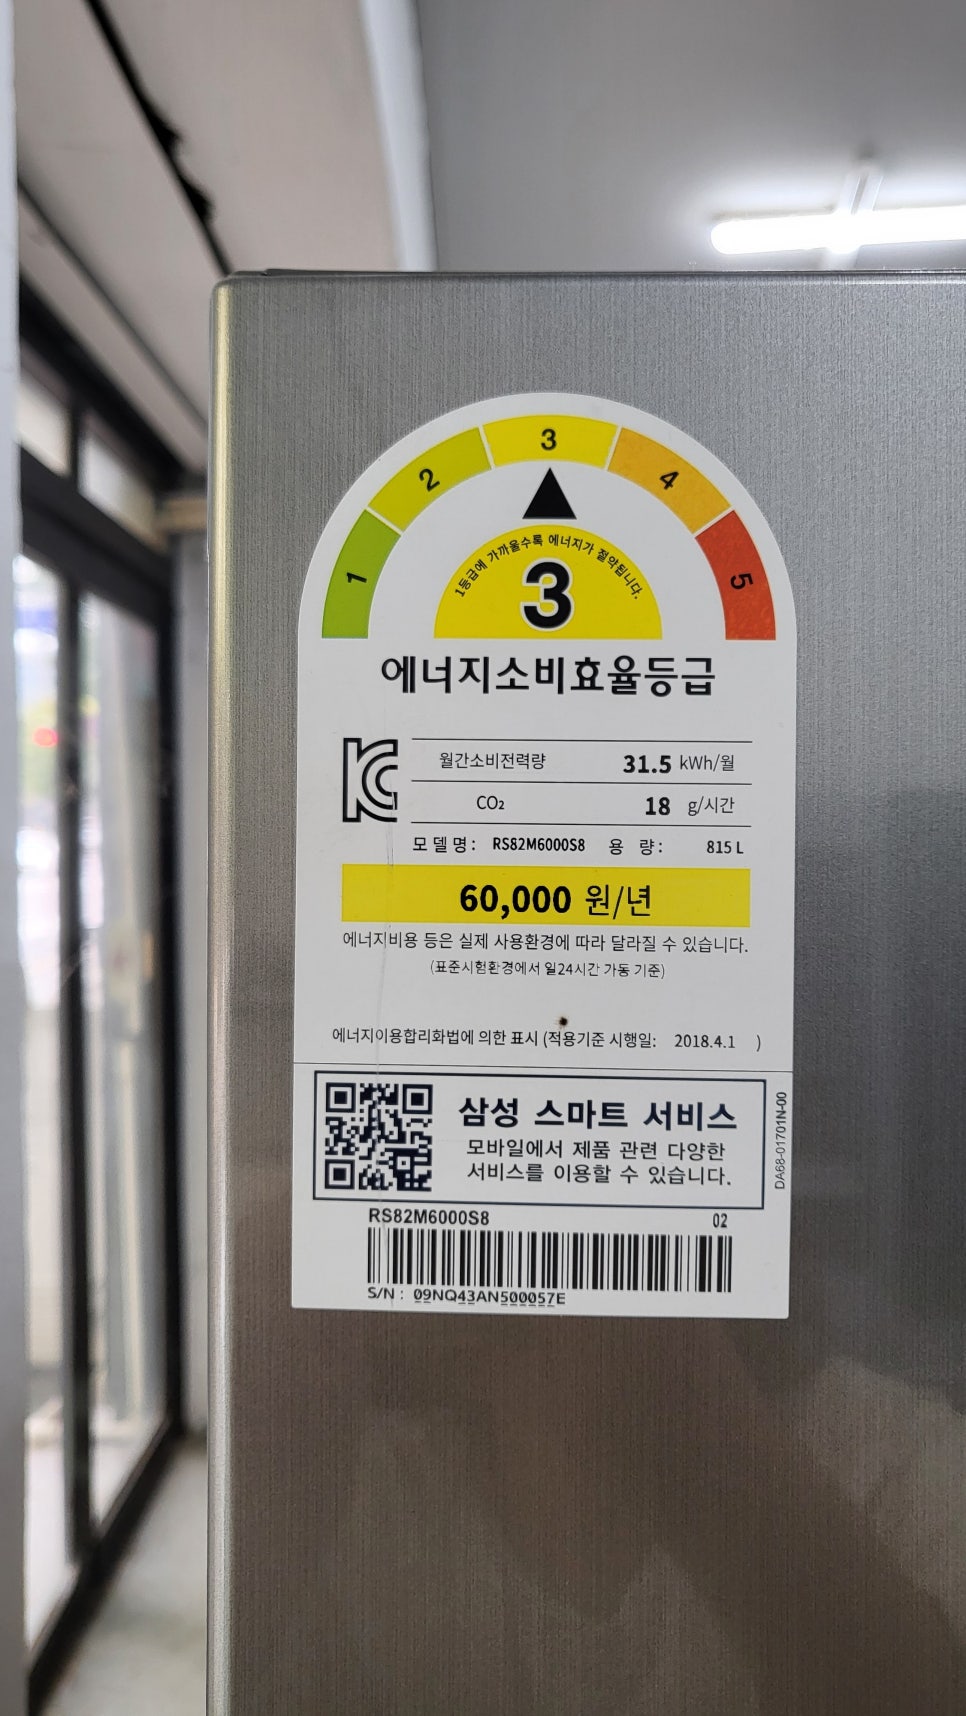 1 2 3 4 5
1등급에 가까울수록 에너지가 절약됩니다.
3
에너지소비효율등급
월간소비전력량 31.5 kWh/월
CO₂ 18 g/시간
모델명: RS82M6000S8 용 량: 815 L
60,000 원/년
에너지비용 등은 실제 사용환경에 따라 달라질 수 있습니다.
(표준시험환경에서 일24시간 가동 기준)
에너지이용합리화법에 의한 표시 (적용기준 시행일: 2018.4.1 )
삼성 스마트 서비스
모바일에서 제품 관련 다양한
서비스를 이용할 수 있습니다.
DA68-01701N-00
RS82M6000S8 02
S/N : 09NQ43AN500057E